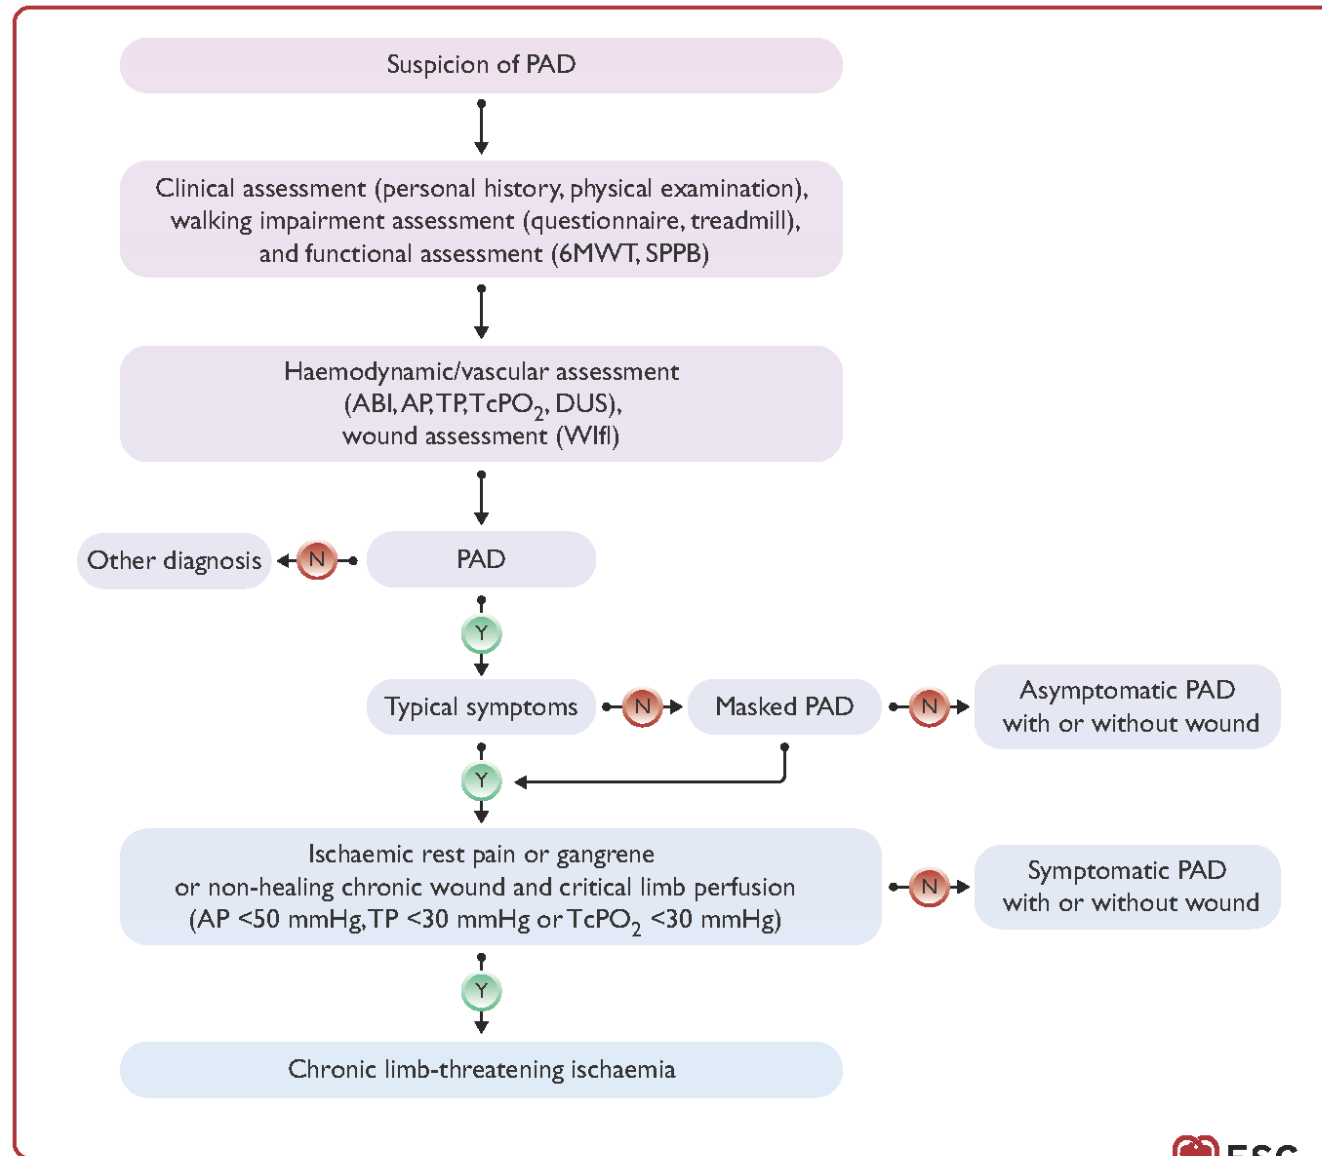 Suspicion of PAD
Clinical assessment (personal history, physical examination),
walking impairment assessment (questionnaire, treadmill),
and functional assessment (6MWT, SPPB)
Haemodynamic/vascular assessment
(ABI, AP, TP, TcPO₂, DUS),
wound assessment (WIfI)
Other diagnosis
N
PAD
Y
Typical symptoms
N
Masked PAD
N
Asymptomatic PAD
with or without wound
Y
Ischaemic rest pain or gangrene
or non-healing chronic wound and critical limb perfusion
(AP <50 mmHg, TP <30 mmHg or TcPO₂ <30 mmHg)
N
Symptomatic PAD
with or without wound
Y
Chronic limb-threatening ischaemia
ESC